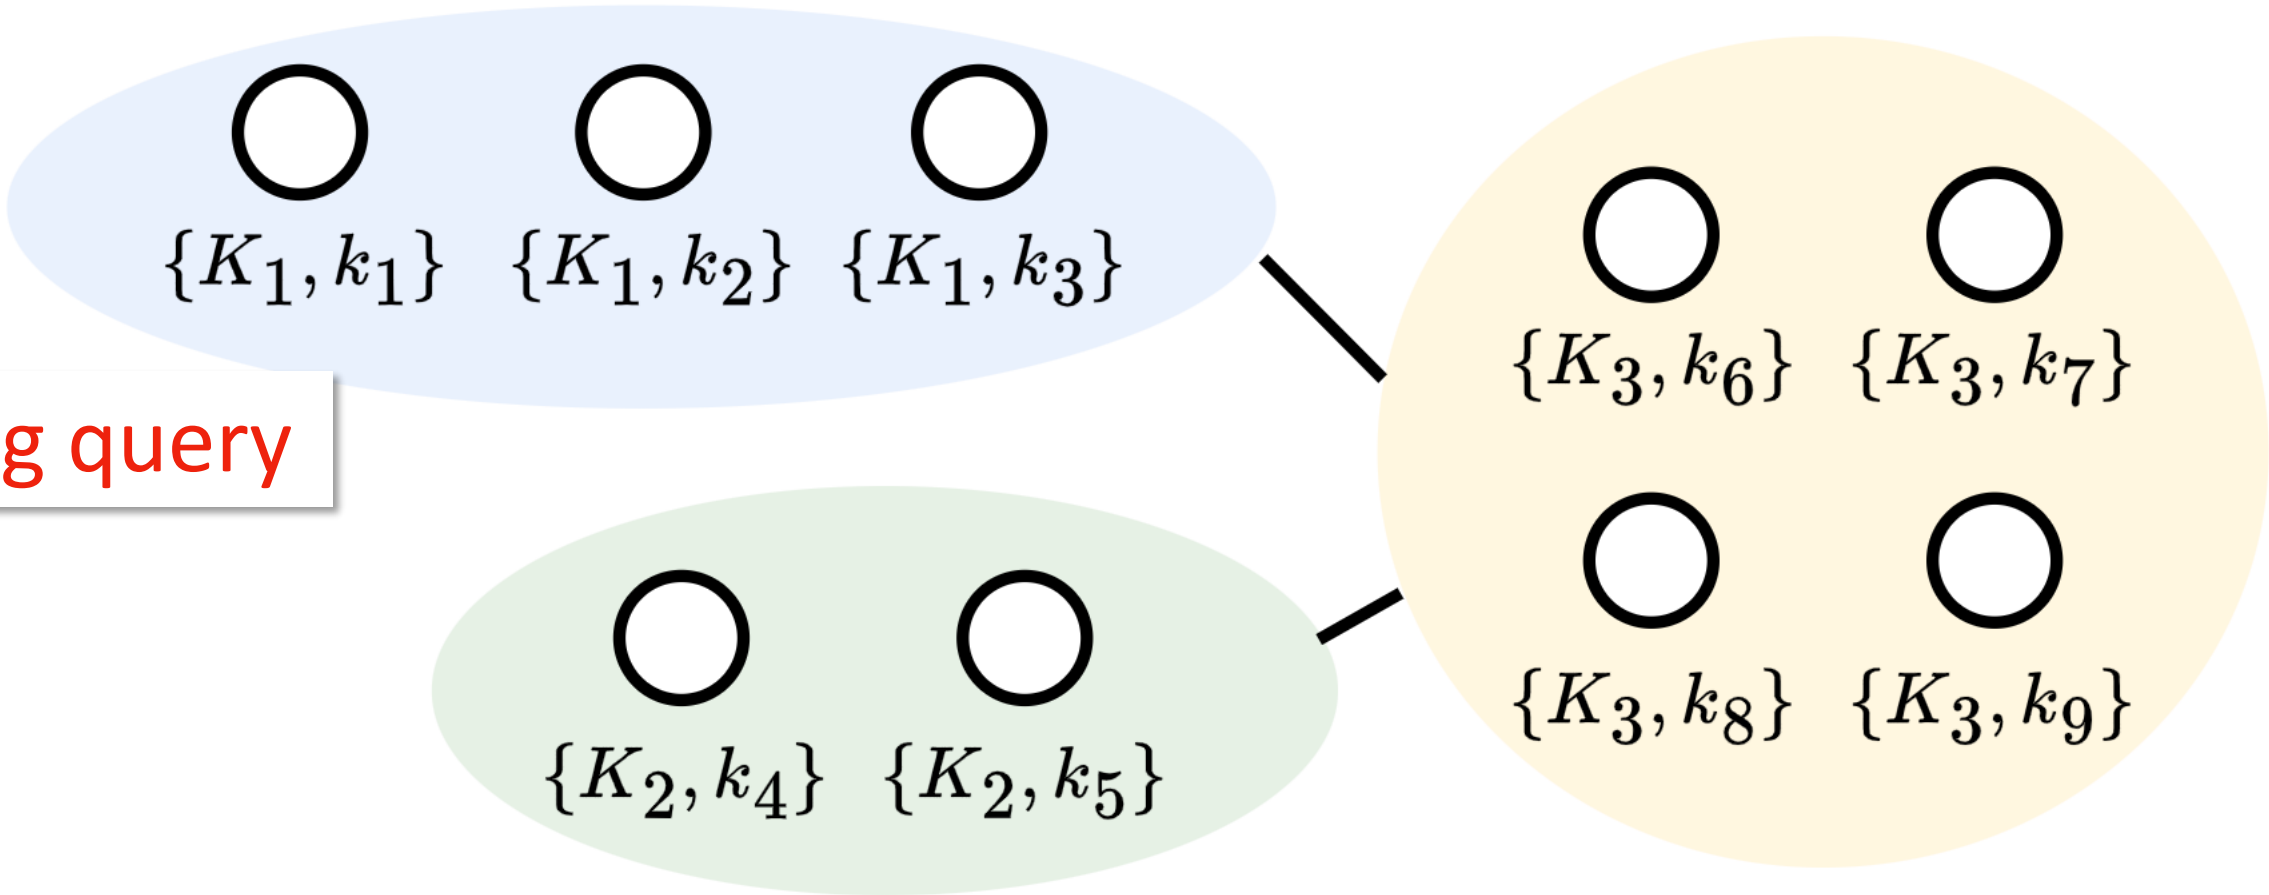 {K₁, k₁} {K₁, k₂} {K₁, k₃}
g query
{K₃, k₆} {K₃, k₇}
{K₃, k₈} {K₃, k₉}
{K₂, k₄} {K₂, k₅}